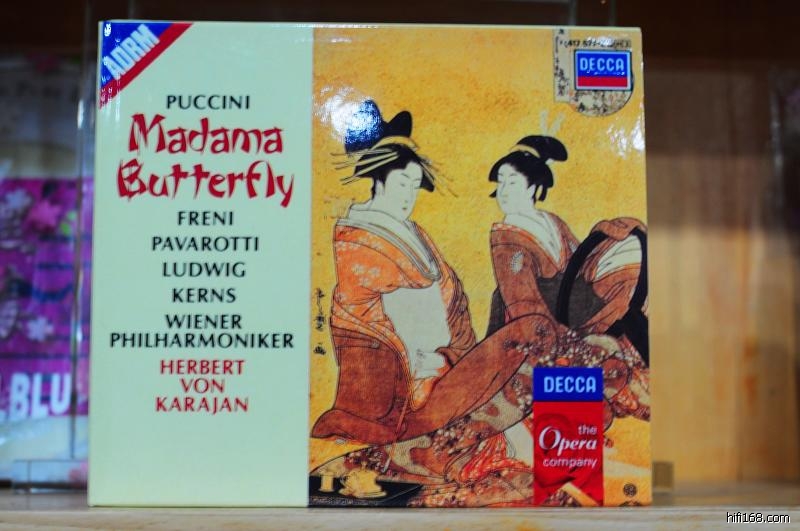 ADRM
PUCCINI
Madama
Butterfly
FRENI
PAVAROTTI
LUDWIG
KERNS
WIENER
PHILHARMONIKER
HERBERT
VON
KARAJAN
DECCA
DECCA
the
Opera
company
BLU
hifi168.com